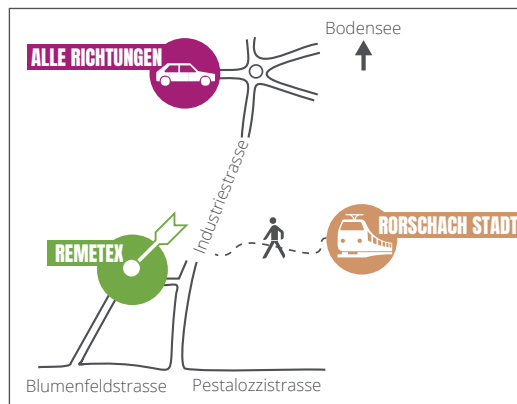 Bodensee
ALLE RICHTUNGEN
Industriestrasse
RORSCHACH STADT
REMETEX
Blumenfeldstrasse
Pestalozzistrasse